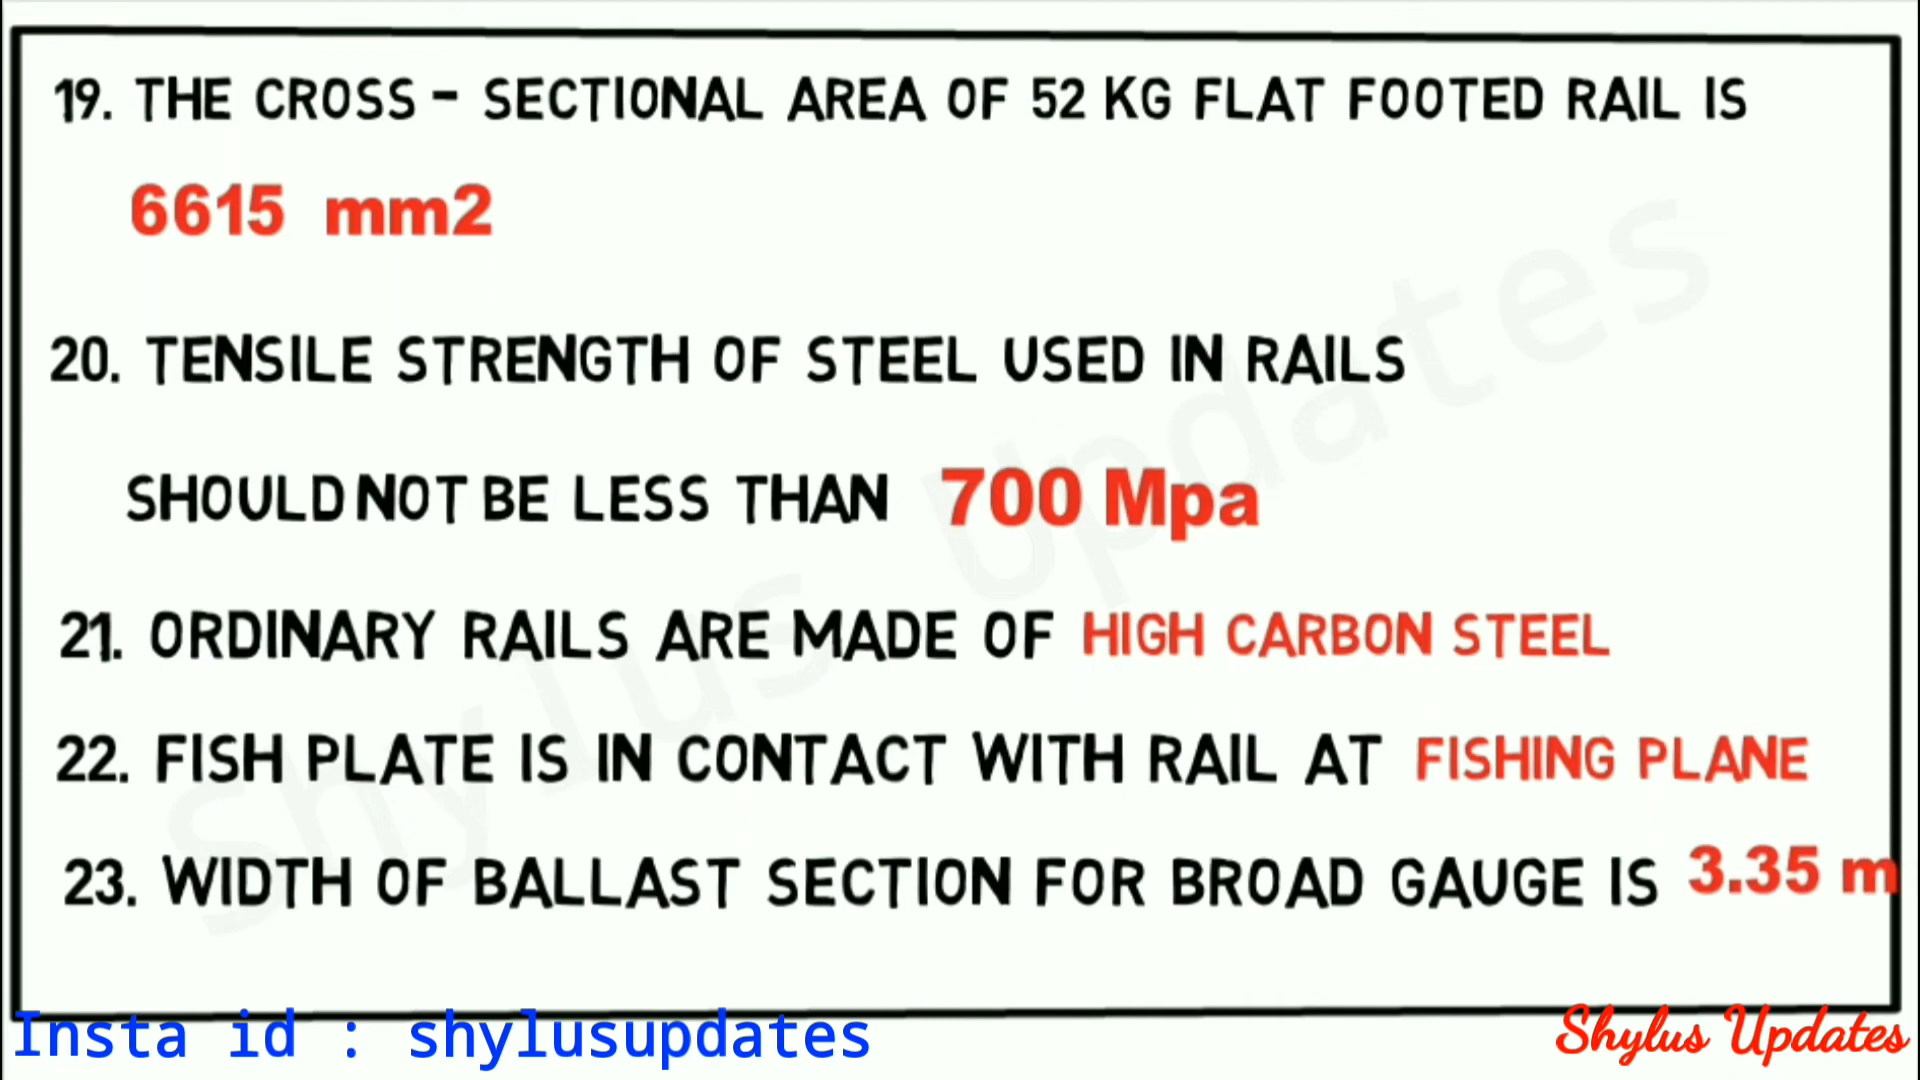 19. THE CROSS - SECTIONAL AREA OF 52 KG FLAT FOOTED RAIL IS
6615 mm2
20. TENSILE STRENGTH OF STEEL USED IN RAILS
SHOULD NOT BE LESS THAN 700 Mpa
21. ORDINARY RAILS ARE MADE OF HIGH CARBON STEEL
22. FISH PLATE IS IN CONTACT WITH RAIL AT FISHING PLANE
23. WIDTH OF BALLAST SECTION FOR BROAD GAUGE IS 3.35 m
Shylus Updates
Insta id : shylusupdates
Shylus Updates